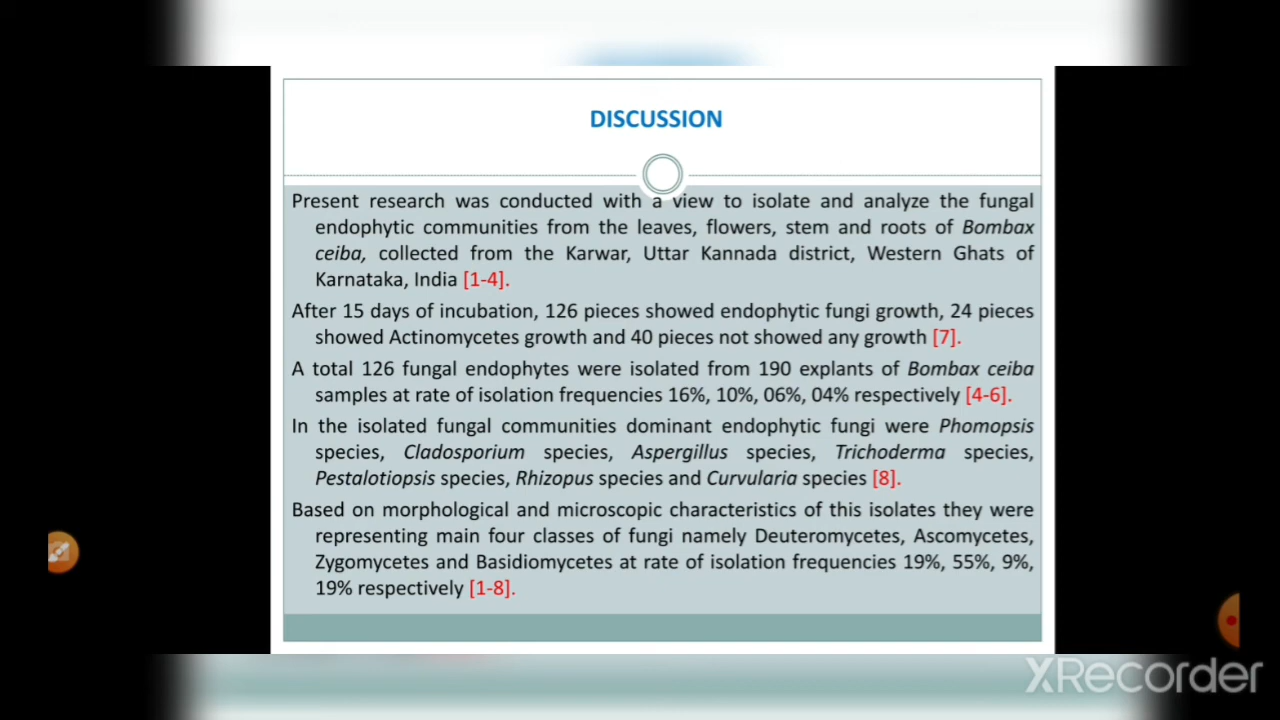 DISCUSSION
Present research was conducted with a view to isolate and analyze the fungal
endophytic communities from the leaves, flowers, stem and roots of Bombax
ceiba, collected from the Karwar, Uttar Kannada district, Western Ghats of
Karnataka, India [1-4].
After 15 days of incubation, 126 pieces showed endophytic fungi growth, 24 pieces
showed Actinomycetes growth and 40 pieces not showed any growth [7].
A total 126 fungal endophytes were isolated from 190 explants of Bombax ceiba
samples at rate of isolation frequencies 16%, 10%, 06%, 04% respectively [4-6].
In the isolated fungal communities dominant endophytic fungi were Phomopsis
species, Cladosporium species, Aspergillus species, Trichoderma species,
Pestalotiopsis species, Rhizopus species and Curvularia species [8].
Based on morphological and microscopic characteristics of this isolates they were
representing main four classes of fungi namely Deuteromycetes, Ascomycetes,
Zygomycetes and Basidiomycetes at rate of isolation frequencies 19%, 55%, 9%,
19% respectively [1-8].
XRecorder